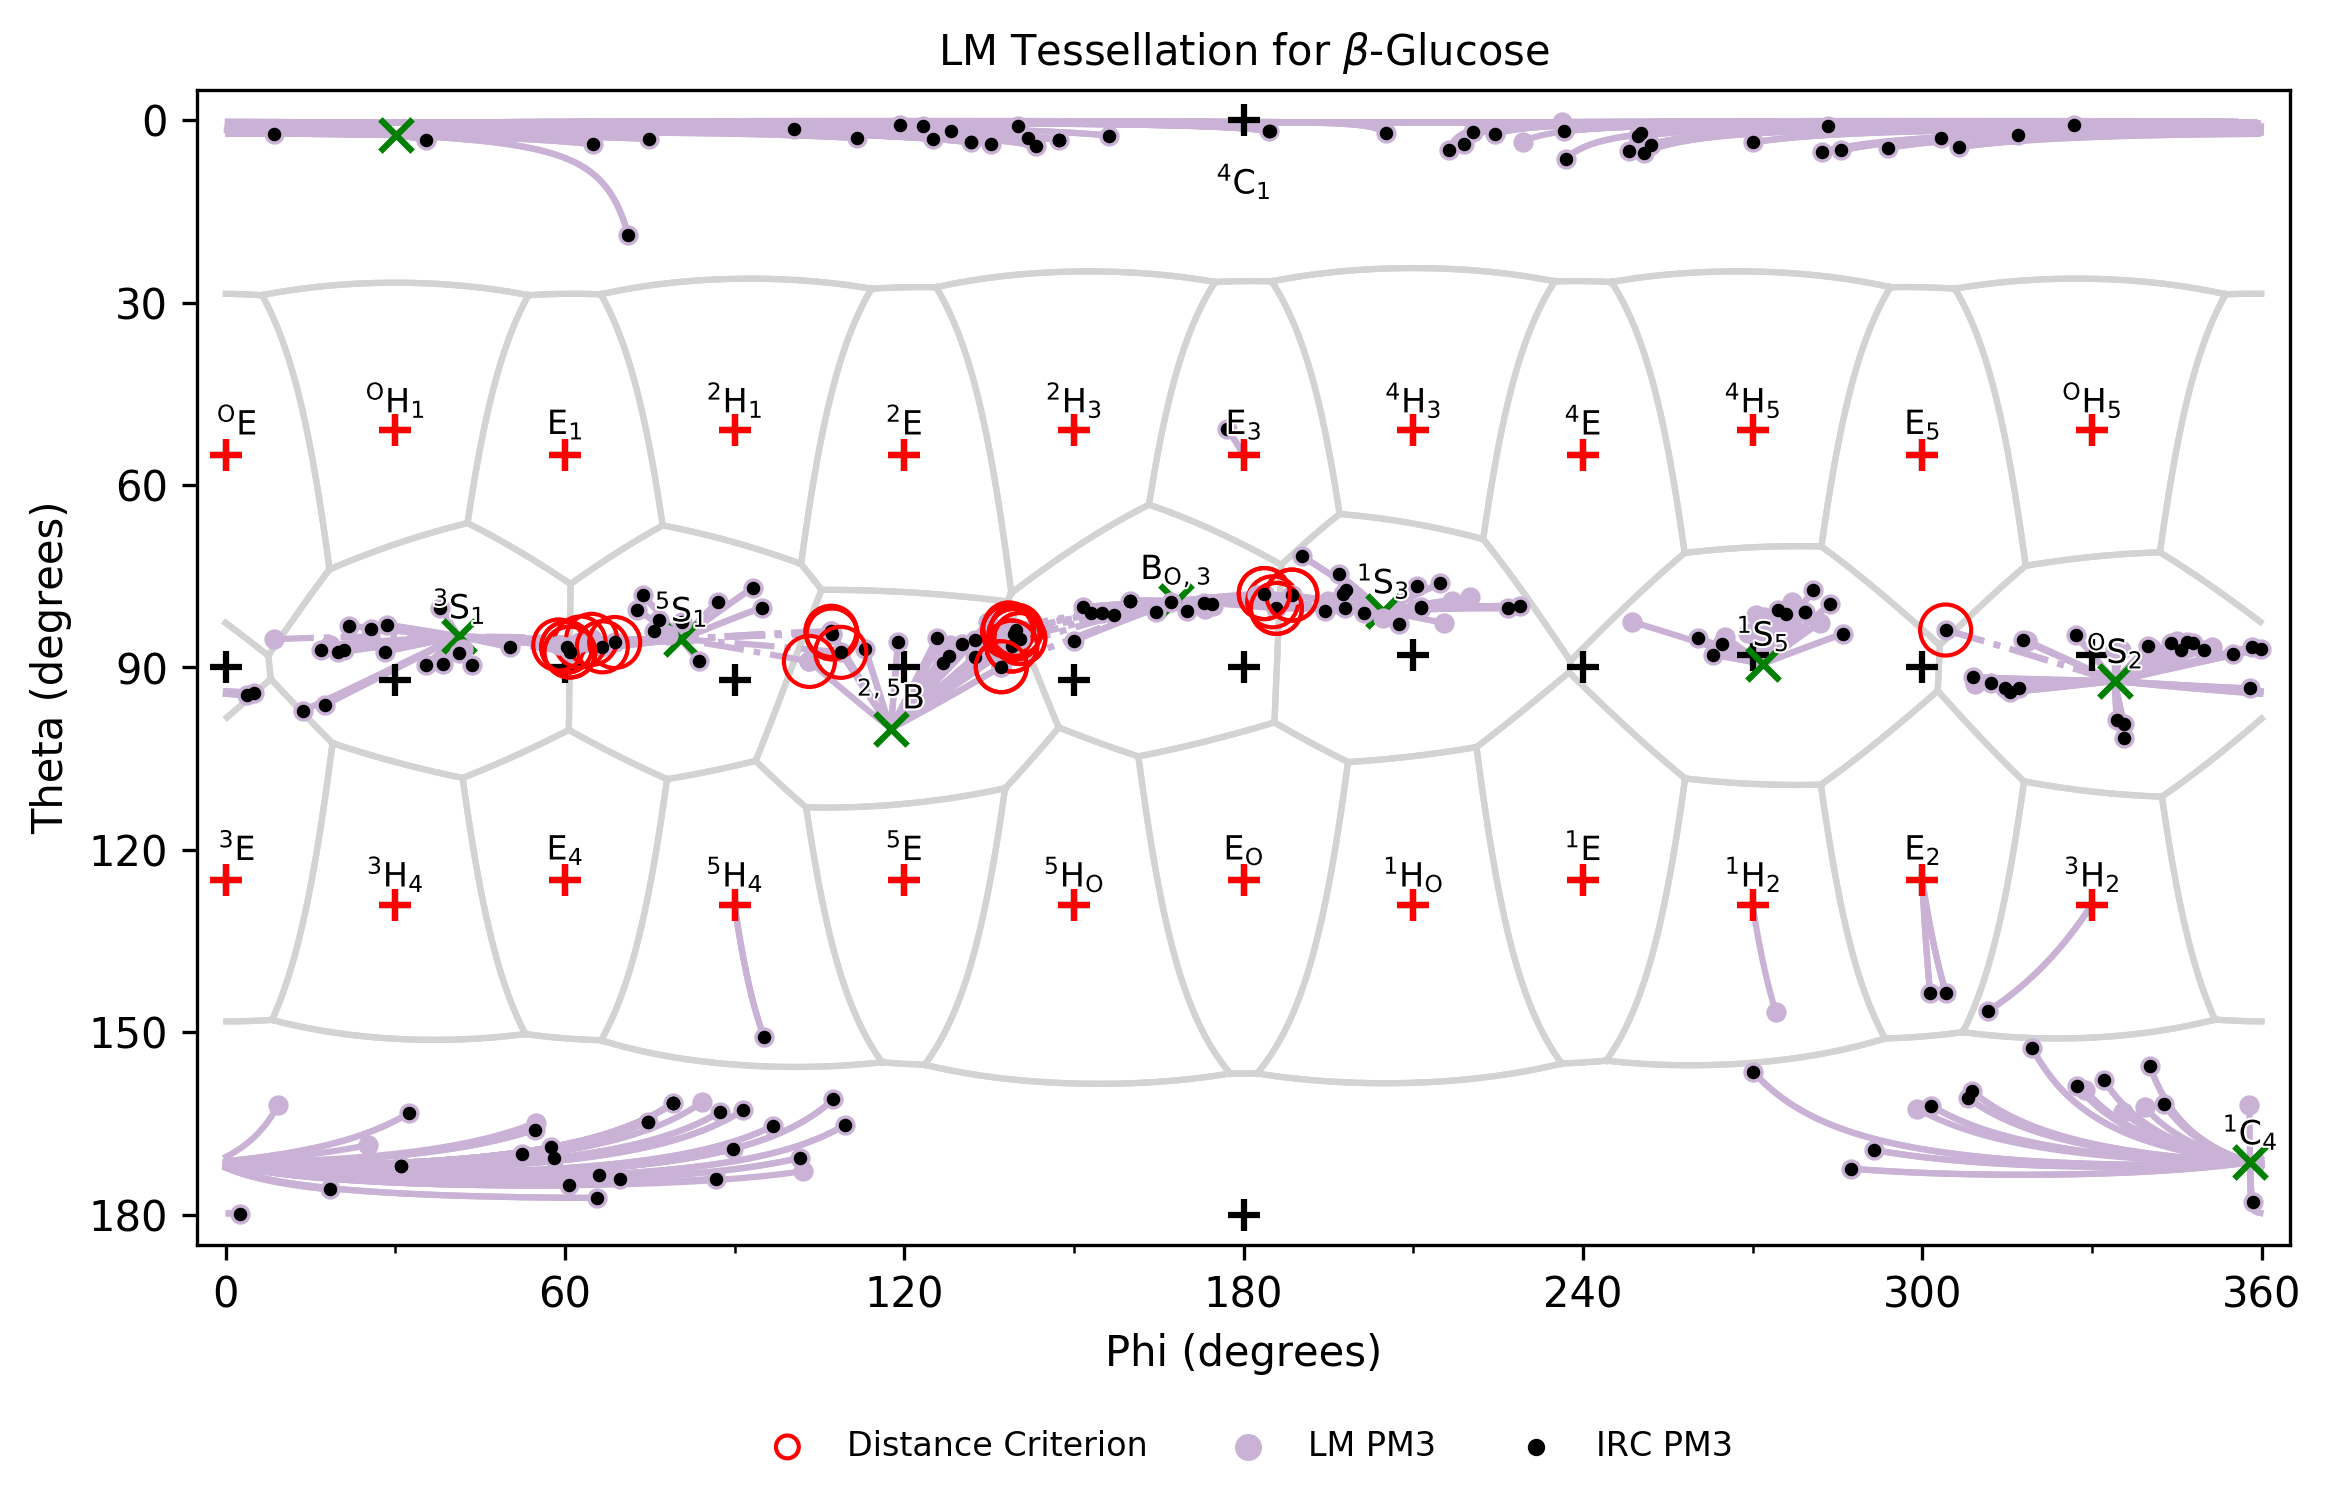 LM Tessellation for β-Glucose
0
30
60
90
120
150
180
Theta (degrees)
⁴C₁
ᴼE
ᴼH₁
E₁
²H₁
²E
²H₃
E₃
⁴H₃
⁴E
⁴H₅
E₅
ᴼH₅
³S₁
⁵S₁
²,⁵B
B_O,3
¹S₃
¹S₅
ᴼS₂
³E
³H₄
E₄
⁵H₄
⁵E
⁵H_O
E_O
¹H_O
¹E
¹H₂
E₂
³H₂
¹C₄
0 60 120 180 240 300 360
Phi (degrees)
Distance Criterion LM PM3 IRC PM3